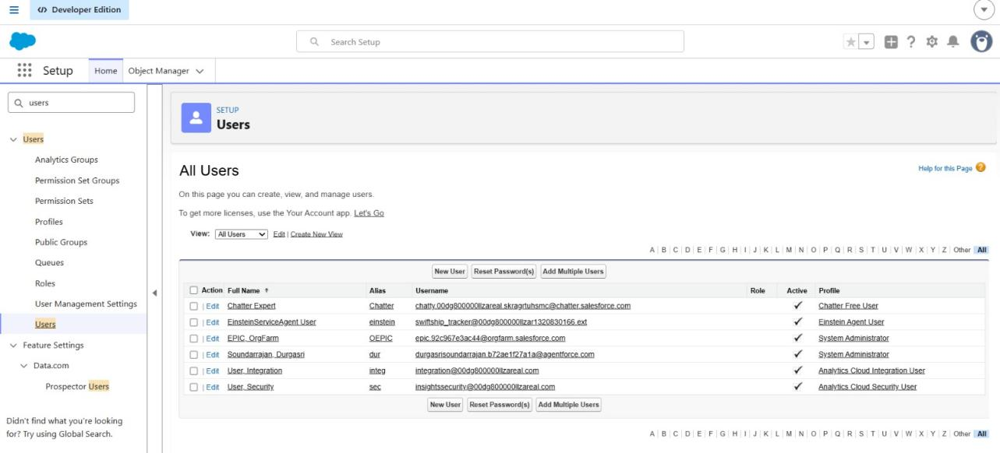 </> Developer Edition
Search Setup
Setup Home Object Manager
users
Users
Analytics Groups
Permission Set Groups
Permission Sets
Profiles
Public Groups
Queues
Roles
User Management Settings
Users
Feature Settings
Data.com
Prospector Users
Didn't find what you're looking
for? Try using Global Search.
SETUP
Users
All Users
Help for this Page
On this page you can create, view, and manage users.
To get more licenses, use the Your Account app. Let's Go
View: All Users Edit | Create New View
A | B | C | D | E | F | G | H | I | J | K | L | M | N | O | P | Q | R | S | T | U | V | W | X | Y | Z | Other All
New User Reset Password(s) Add Multiple Users
Action Full Name ↑ Alias Username Role Active Profile
| Edit Chatter Expert Chatter chatty.00dg800000llzareal.skragrtuhsmc@chatter.salesforce.com ✓ Chatter Free User
| Edit EinsteinServiceAgent User einstein swiftship_tracker@00dg800000llzar1320830166.ext ✓ Einstein Agent User
| Edit EPIC, OrgFarm OEPIC epic.92c967e3ac44@orgfarm.salesforce.com ✓ System Administrator
| Edit Soundarrajan, Durgasri dur durgasrisoundarrajan.b72ae1f27a1a@agentforce.com ✓ System Administrator
| Edit User, Integration integ integration@00dg800000llzareal.com ✓ Analytics Cloud Integration User
| Edit User, Security sec insightssecurity@00dg800000llzareal.com ✓ Analytics Cloud Security User
New User Reset Password(s) Add Multiple Users
A | B | C | D | E | F | G | H | I | J | K | L | M | N | O | P | Q | R | S | T | U | V | W | X | Y | Z | Other All